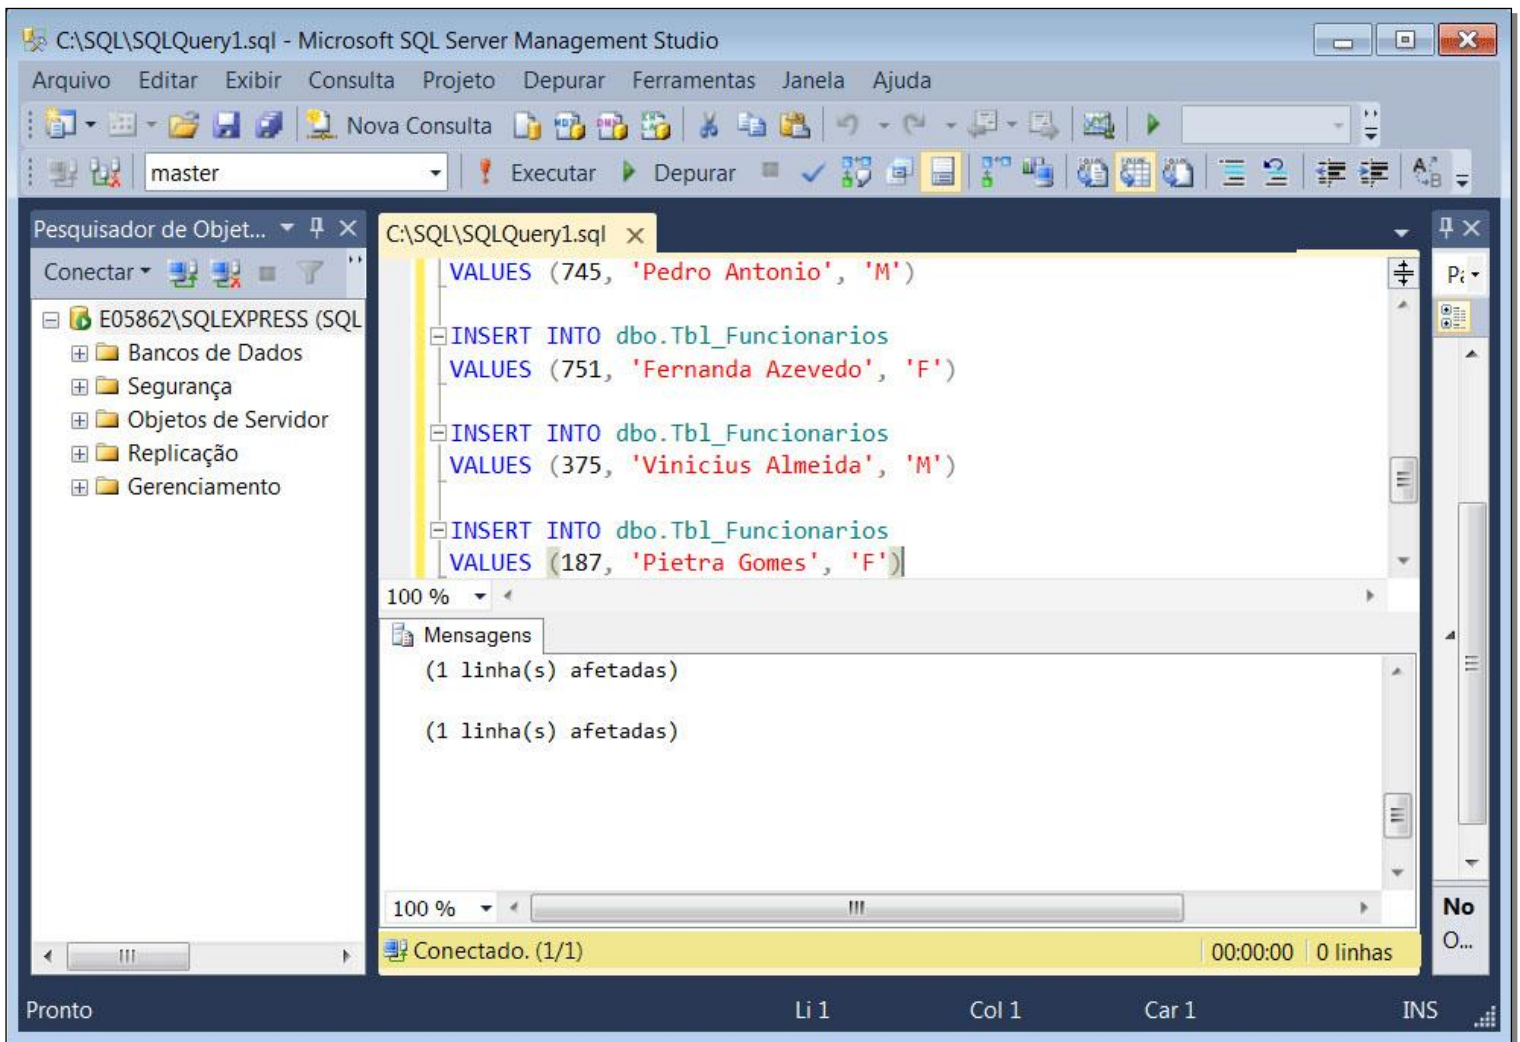 C:\SQL\SQLQuery1.sql - Microsoft SQL Server Management Studio
Arquivo Editar Exibir Consulta Projeto Depurar Ferramentas Janela Ajuda
Nova Consulta
master Executar Depurar
Pesquisador de Objet...
Conectar
E05862\SQLEXPRESS (SQL
Bancos de Dados
Segurança
Objetos de Servidor
Replicação
Gerenciamento
C:\SQL\SQLQuery1.sql
VALUES (745, 'Pedro Antonio', 'M')
INSERT INTO dbo.Tbl_Funcionarios
VALUES (751, 'Fernanda Azevedo', 'F')
INSERT INTO dbo.Tbl_Funcionarios
VALUES (375, 'Vinicius Almeida', 'M')
INSERT INTO dbo.Tbl_Funcionarios
VALUES (187, 'Pietra Gomes', 'F')
100 %
Mensagens
(1 linha(s) afetadas)
(1 linha(s) afetadas)
100 %
Conectado. (1/1) 00:00:00 0 linhas
No
O...
Pronto Li 1 Col 1 Car 1 INS